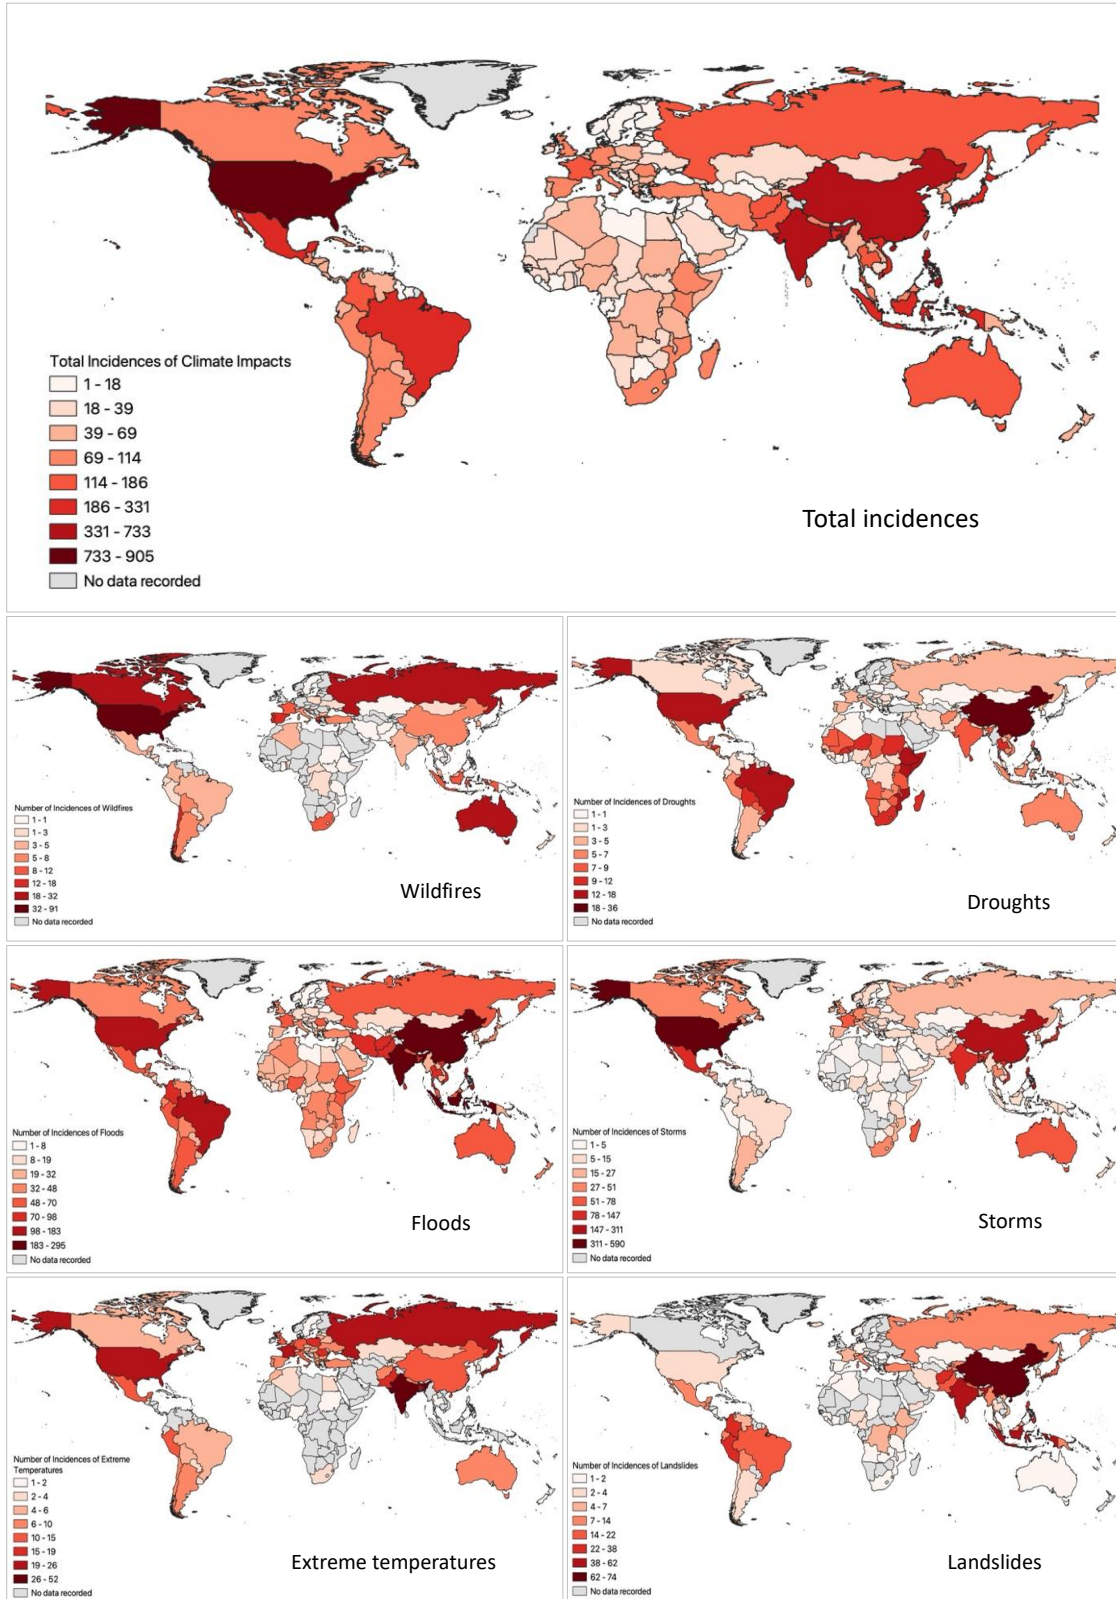 Total Incidences of Climate Impacts
1 - 18
18 - 39
39 - 69
69 - 114
114 - 186
186 - 331
331 - 733
733 - 905
No data recorded
Total incidences
Number of Incidences of Wildfires
1 - 1
1 - 3
3 - 5
5 - 8
8 - 12
12 - 18
18 - 32
32 - 91
No data recorded
Wildfires
Number of Incidences of Droughts
1 - 1
1 - 3
3 - 5
5 - 7
7 - 9
9 - 12
12 - 18
18 - 36
No data recorded
Droughts
Number of Incidences of Floods
1 - 8
8 - 19
19 - 32
32 - 48
48 - 70
70 - 98
98 - 183
183 - 295
No data recorded
Floods
Number of Incidences of Storms
1 - 5
5 - 15
15 - 27
27 - 51
51 - 78
78 - 147
147 - 311
311 - 590
No data recorded
Storms
Number of Incidences of Extreme
Temperatures
1 - 2
2 - 4
4 - 6
6 - 10
10 - 15
15 - 19
19 - 26
26 - 52
No data recorded
Extreme temperatures
Number of Incidences of Landslides
1 - 2
2 - 4
4 - 7
7 - 14
14 - 22
22 - 38
38 - 62
62 - 74
No data recorded
Landslides